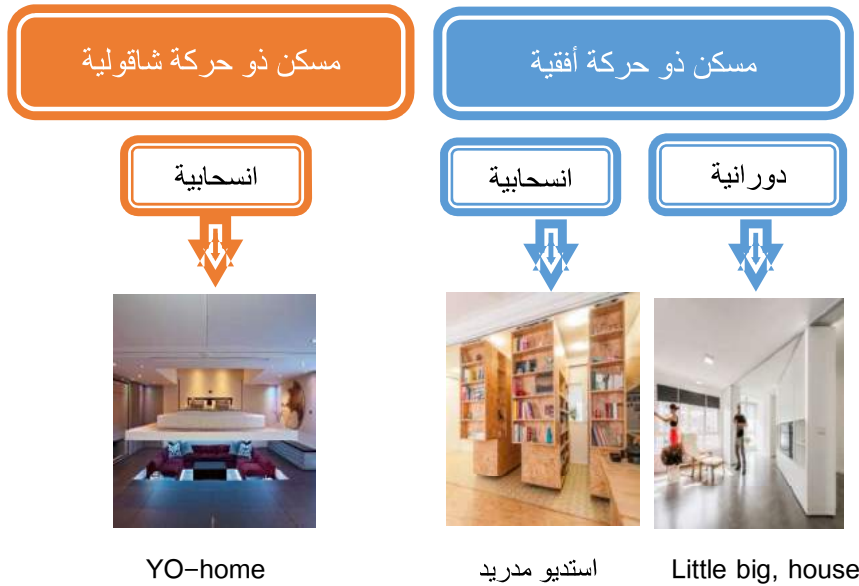 مسكن ذو حركة أفقية
مسكن ذو حركة شاقولية
دورانية
انسحابية
انسحابية
Little big, house
استديو مدريد
YO-home